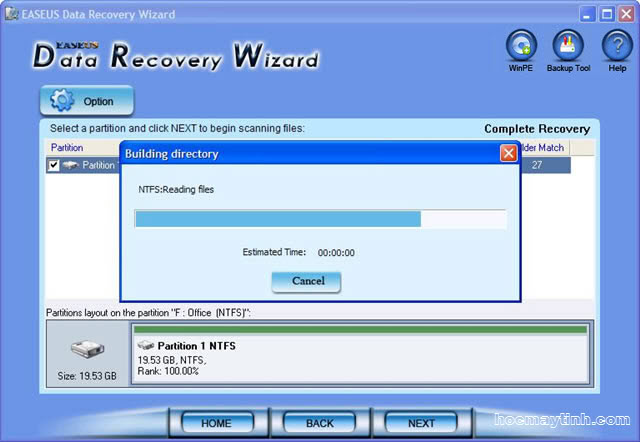 EASEUS Data Recovery Wizard
EASEUS
Data Recovery Wizard
WinPE
Backup Tool
Help
Option
Select a partition and click NEXT to begin scanning files:
Complete Recovery
Partition
lder Match
Partition 1
27
Building directory
NTFS:Reading files
Estimated Time: 00:00:00
Cancel
Partitions layout on the partition "F : Office (NTFS)":
Partition 1 NTFS
19.53 GB, NTFS,
Rank: 100.00%
Size: 19.53 GB
HOME
BACK
NEXT
hocmaytinh.com